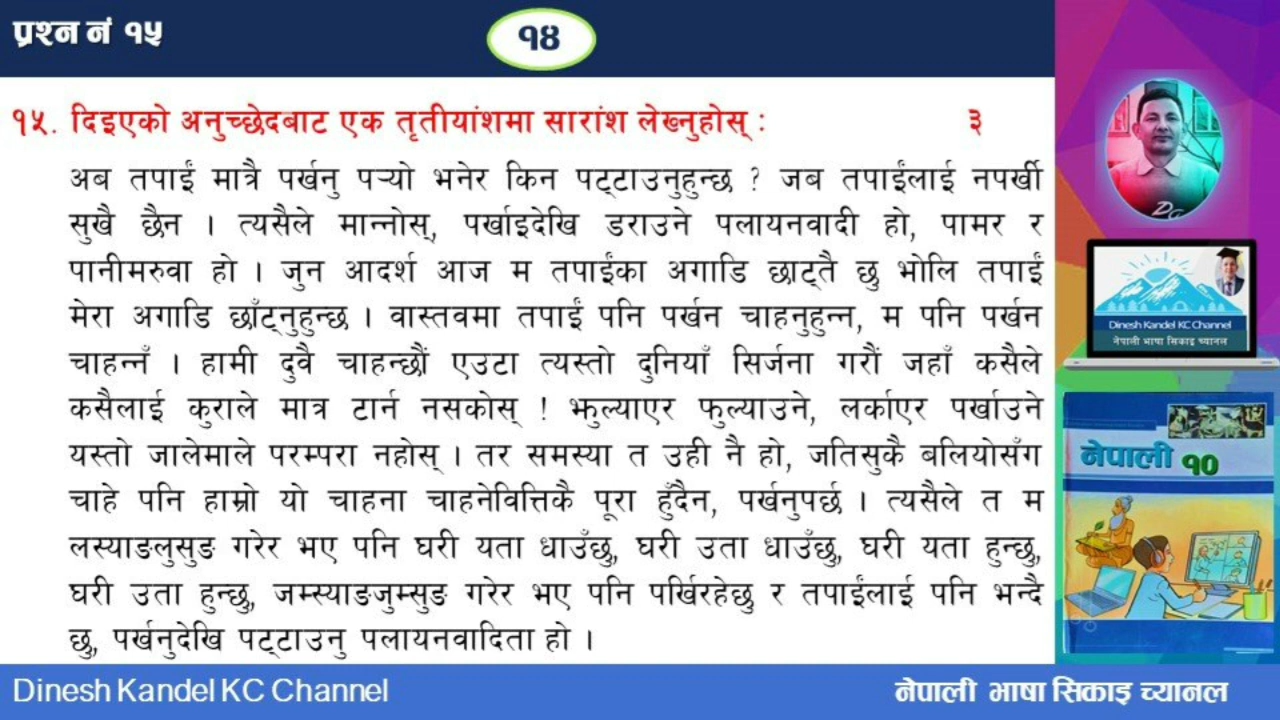 प्रश्न नं १५
१४
१५. दिइएको अनुच्छेदबाट एक तृतीयांशमा सारांश लेख्नुहोस् : ३
अब तपाईं मात्रै पर्खनु पर्‍यो भनेर किन पट्टाउनुहुन्छ ? जब तपाईंलाई नपर्खी
सुखै छैन । त्यसैले मान्नोस्, पर्खाइदेखि डराउने पलायनवादी हो, पामर र
पानीमरुवा हो । जुन आदर्श आज म तपाईंका अगाडि छाट्तै छु भोलि तपाईं
मेरा अगाडि छाँट्नुहुन्छ । वास्तवमा तपाईं पनि पर्खन चाहनुहुन्न, म पनि पर्खन
चाहन्नँ । हामी दुवै चाहन्छौं एउटा त्यस्तो दुनियाँ सिर्जना गरौं जहाँ कसैले
कसैलाई कुराले मात्र टार्न नसकोस् ! झुल्याएर फुल्याउने, लर्काएर पर्खाउने
यस्तो जालेमाले परम्परा नहोस् । तर समस्या त उही नै हो, जतिसुकै बलियोसँग
चाहे पनि हाम्रो यो चाहना चाहनेवित्तिकै पूरा हुँदैन, पर्खनुपर्छ । त्यसैले त म
लस्याङलुसुङ गरेर भए पनि घरी यता धाउँछु, घरी उता धाउँछु, घरी यता हुन्छु,
घरी उता हुन्छु, जम्स्याङजुम्सुङ गरेर भए पनि पर्खिरहेछु र तपाईंलाई पनि भन्दै
छु, पर्खनुदेखि पट्टाउनु पलायनवादिता हो ।
Dinesh Kandel KC Channel
नेपाली भाषा सिकाइ च्यानल
नेपाली १०
Dinesh Kandel KC Channel
नेपाली भाषा सिकाइ च्यानल